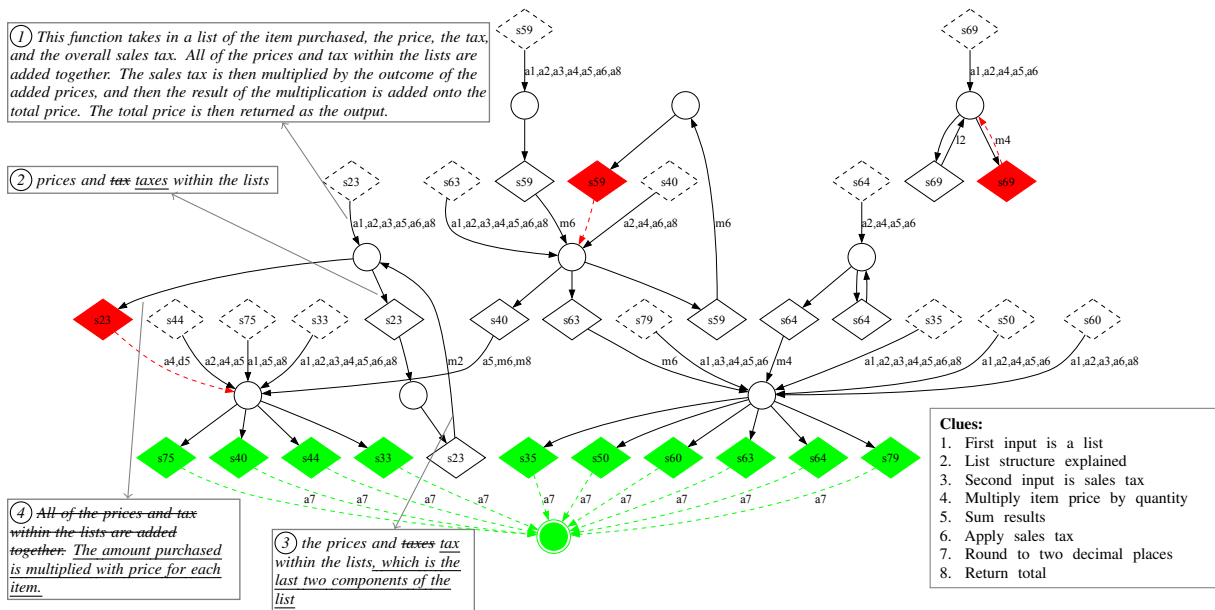 1 This function takes in a list of the item purchased, the price, the tax,
and the overall sales tax. All of the prices and tax within the lists are
added together. The sales tax is then multiplied by the outcome of the
added prices, and then the result of the multiplication is added onto the
total price. The total price is then returned as the output.
s59
s69
a1,a2,a3,a4,a5,a6,a8
a1,a2,a4,a5,a6
l2
m4
2 prices and tax taxes within the lists
s23
s63
s59
s59
s40
s64
s69
s69
a1,a2,a3,a5,a6,a8
a1,a2,a3,a4,a5,a6,a8
m6
a2,a4,a6,a8
m6
a2,a4,a5,a6
s23
s44
s75
s33
s23
s40
s63
s79
s59
s64
s64
s35
s50
s60
a4,d5
a2,a4,a5
a1,a5,a8
a1,a2,a3,a4,a5,a6,a8
m2
a5,m6,m8
m6
a1,a3,a4,a5,a6
m4
a1,a2,a3,a4,a5,a6,a8
a1,a2,a4,a5,a6
a1,a2,a3,a6,a8
s75
s40
s44
s33
s23
s35
s50
s60
s63
s64
s79
a7
a7
a7
a7
a7
a7
a7
a7
a7
a7
4 All of the prices and tax
within the lists are added
together. The amount purchased
is multiplied with price for each
item.
3 the prices and taxes tax
within the lists, which is the
last two components of the
list
Clues:
1. First input is a list
2. List structure explained
3. Second input is sales tax
4. Multiply item price by quantity
5. Sum results
6. Apply sales tax
7. Round to two decimal places
8. Return total